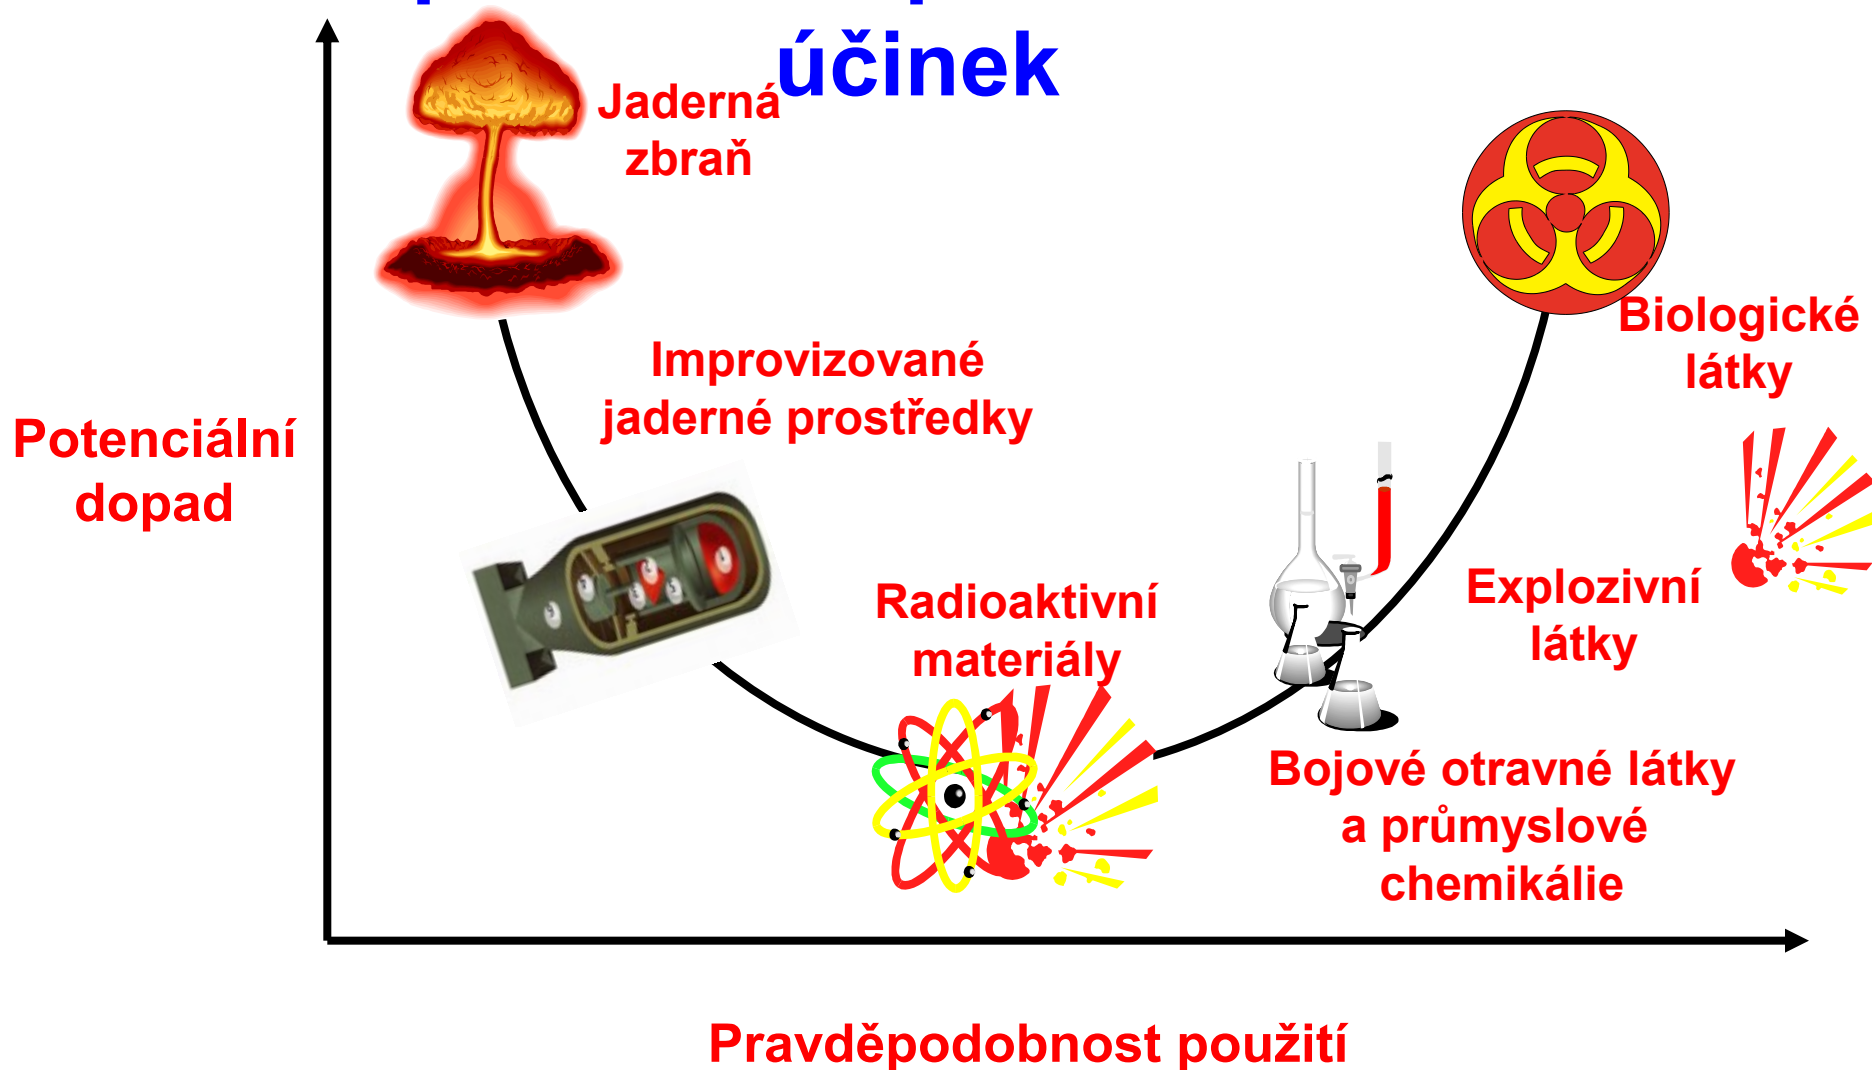 účinek
Jaderná
zbraň
Biologické
látky
Improvizované
jaderné prostředky
Potenciální
dopad
Explozivní
látky
Radioaktivní
materiály
Bojové otravné látky
a průmyslové
chemikálie
Pravděpodobnost použití